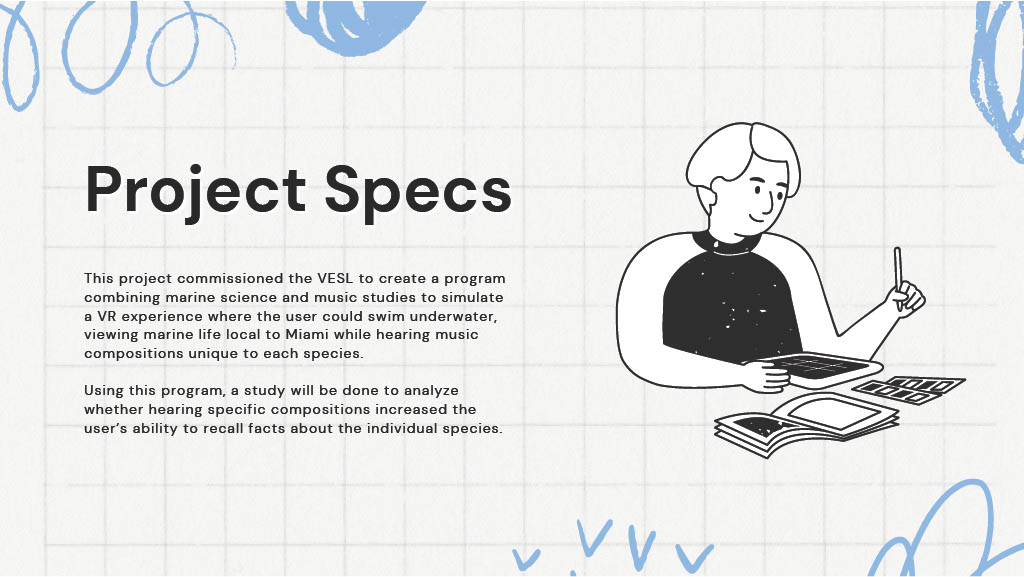 Project Specs
This project commissioned the VESL to create a program
combining marine science and music studies to simulate
a VR experience where the user could swim underwater,
viewing marine life local to Miami while hearing music
compositions unique to each species.
Using this program, a study will be done to analyze
whether hearing specific compositions increased the
user’s ability to recall facts about the individual species.